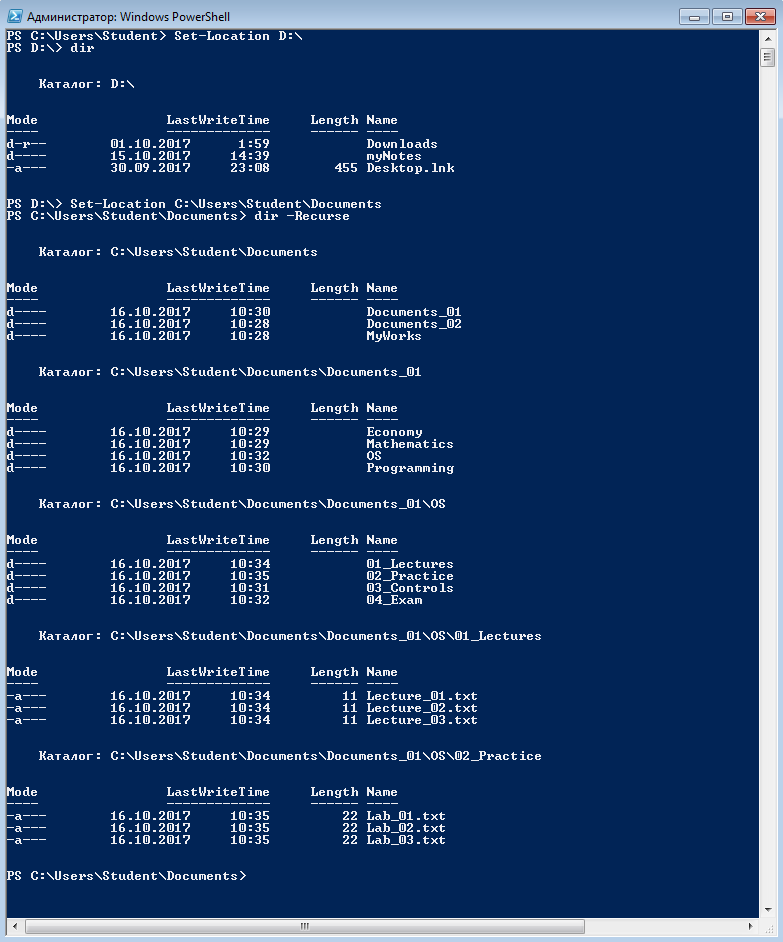 Администратор: Windows PowerShell
PS C:\Users\Student> Set-Location D:\
PS D:\> dir
Каталог: D:\
Mode LastWriteTime Length Name
---- ------------- ------ ----
d-r-- 01.10.2017 1:59 Downloads
d---- 15.10.2017 14:39 myNotes
-a--- 30.09.2017 23:08 455 Desktop.lnk
PS D:\> Set-Location C:\Users\Student\Documents
PS C:\Users\Student\Documents> dir -Recurse
Каталог: C:\Users\Student\Documents
Mode LastWriteTime Length Name
---- ------------- ------ ----
d---- 16.10.2017 10:30 Documents_01
d---- 16.10.2017 10:28 Documents_02
d---- 16.10.2017 10:28 MyWorks
Каталог: C:\Users\Student\Documents\Documents_01
Mode LastWriteTime Length Name
---- ------------- ------ ----
d---- 16.10.2017 10:29 Economy
d---- 16.10.2017 10:29 Mathematics
d---- 16.10.2017 10:32 OS
d---- 16.10.2017 10:30 Programming
Каталог: C:\Users\Student\Documents\Documents_01\OS
Mode LastWriteTime Length Name
---- ------------- ------ ----
d---- 16.10.2017 10:34 01_Lectures
d---- 16.10.2017 10:35 02_Practice
d---- 16.10.2017 10:31 03_Controls
d---- 16.10.2017 10:32 04_Exam
Каталог: C:\Users\Student\Documents\Documents_01\OS\01_Lectures
Mode LastWriteTime Length Name
---- ------------- ------ ----
-a--- 16.10.2017 10:34 11 Lecture_01.txt
-a--- 16.10.2017 10:34 11 Lecture_02.txt
-a--- 16.10.2017 10:34 11 Lecture_03.txt
Каталог: C:\Users\Student\Documents\Documents_01\OS\02_Practice
Mode LastWriteTime Length Name
---- ------------- ------ ----
-a--- 16.10.2017 10:35 22 Lab_01.txt
-a--- 16.10.2017 10:35 22 Lab_02.txt
-a--- 16.10.2017 10:35 22 Lab_03.txt
PS C:\Users\Student\Documents>